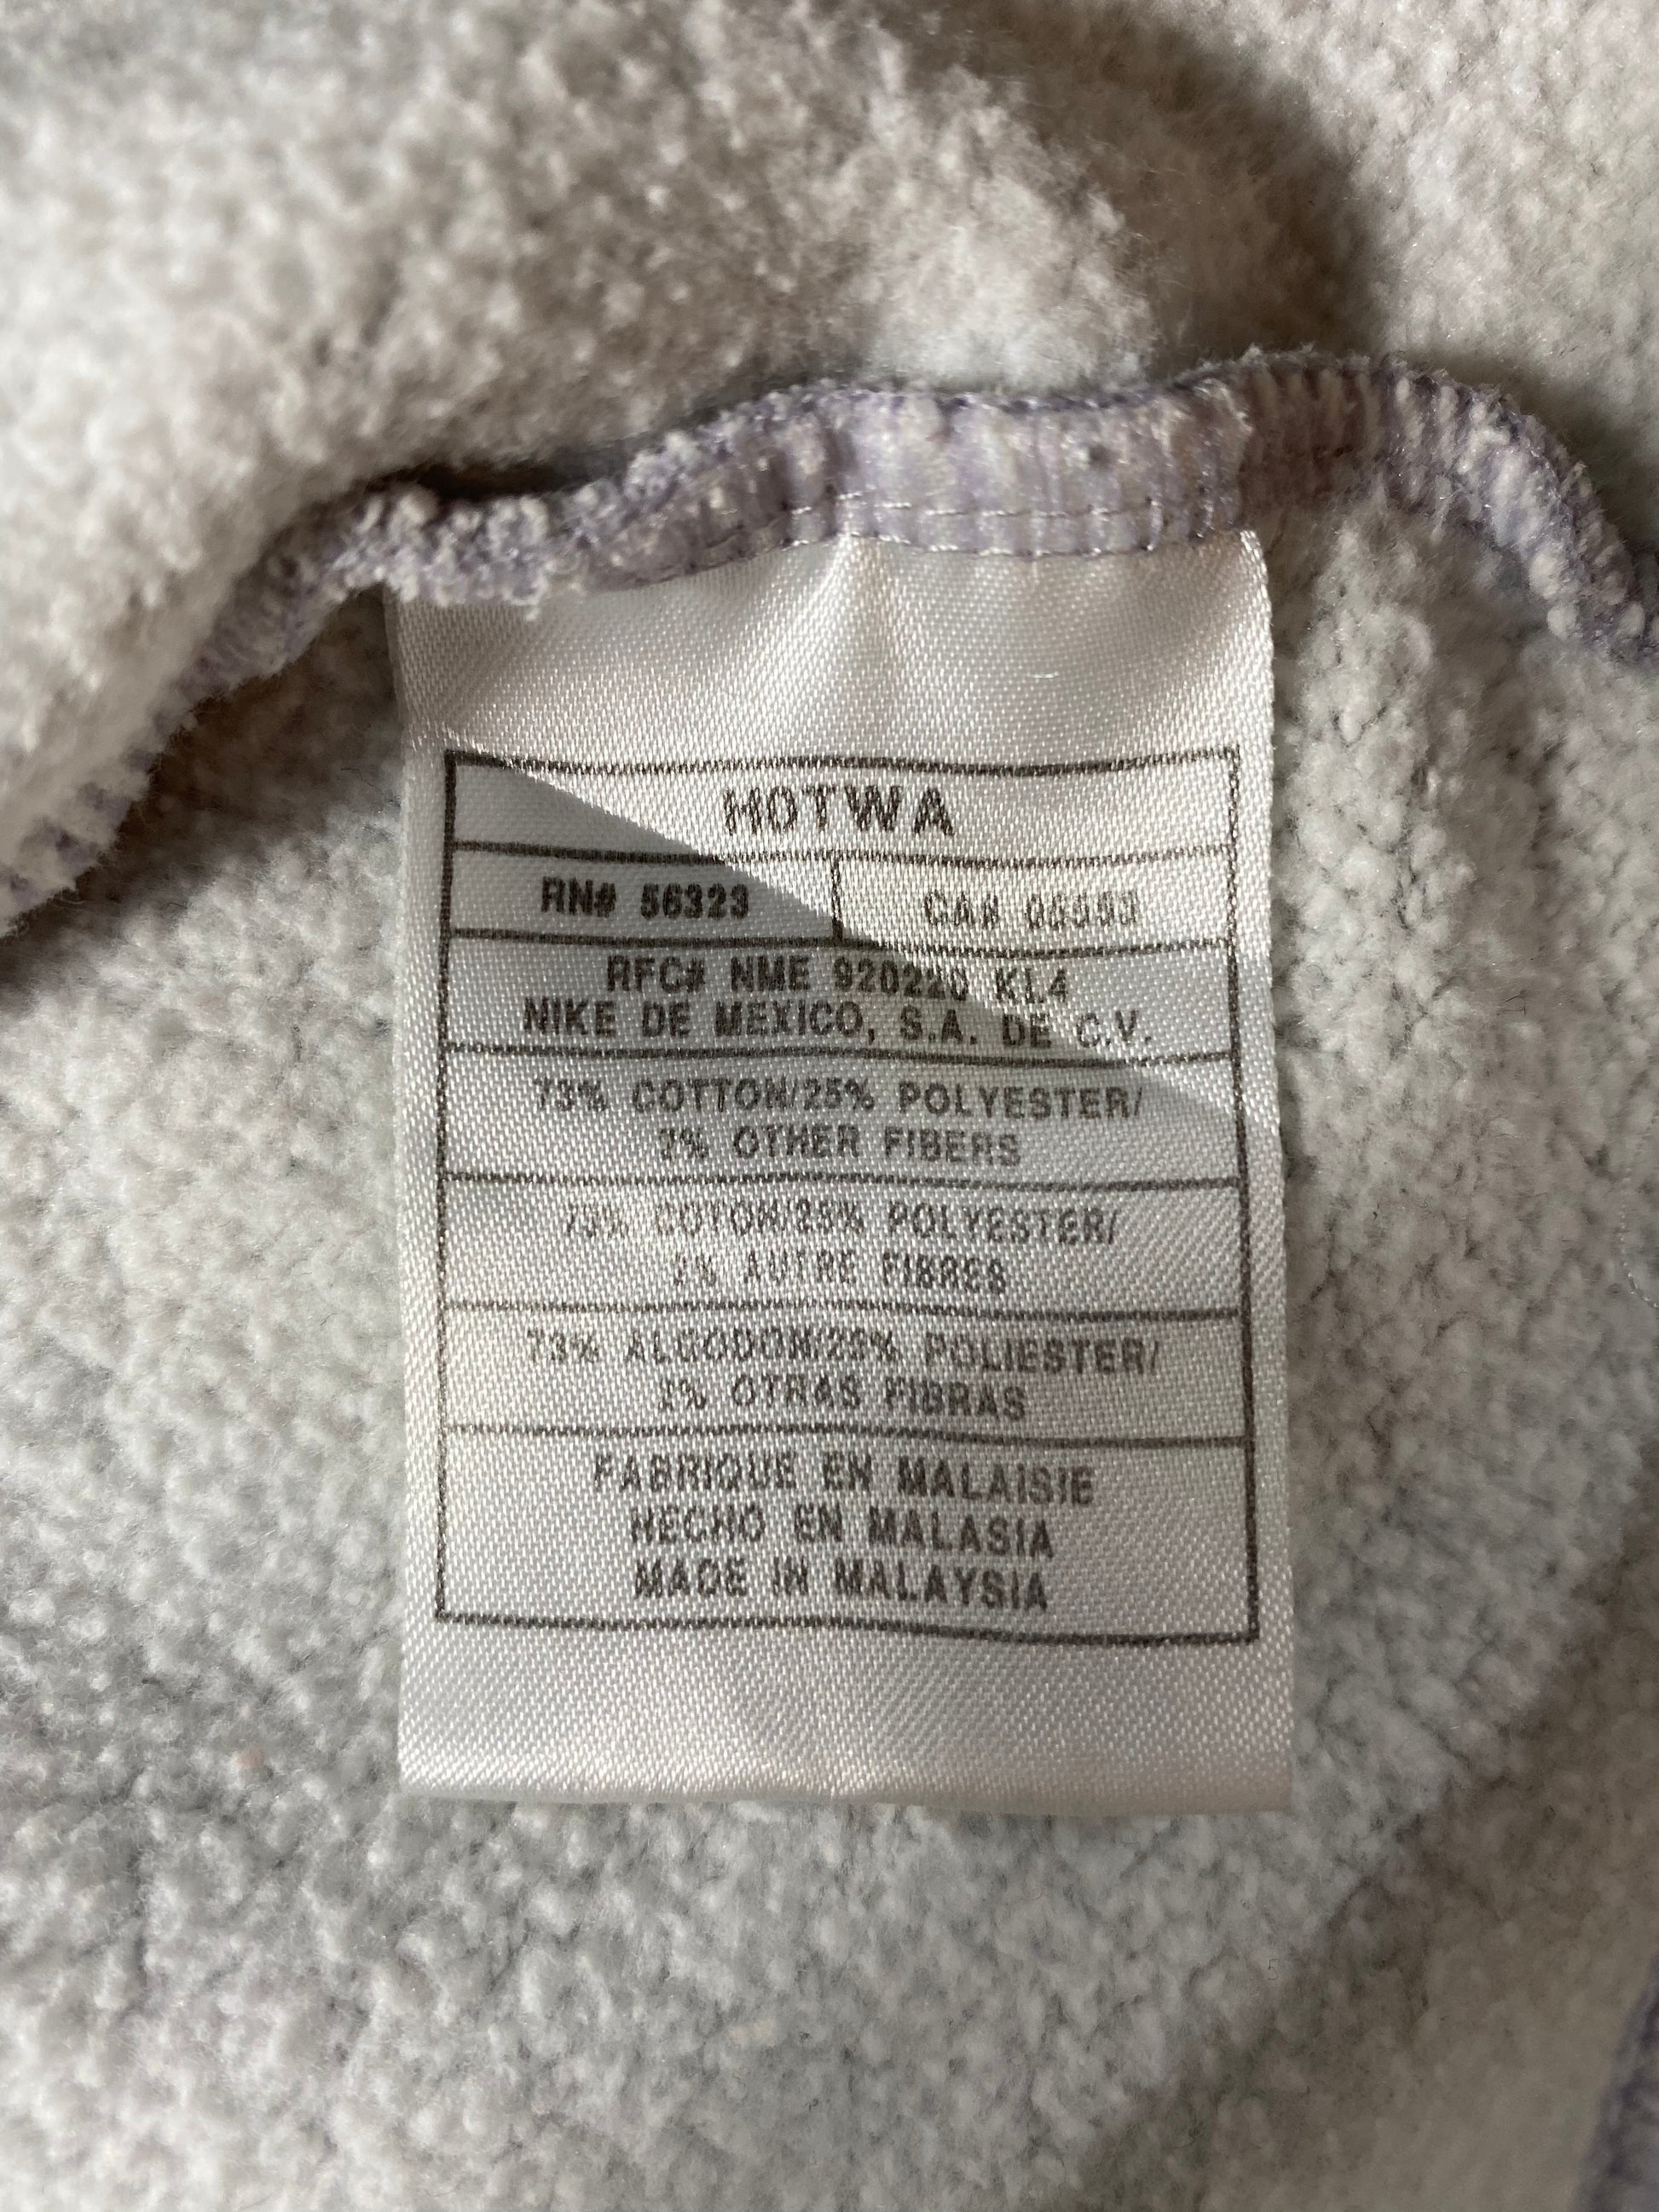 HOTWA
RN# 56323
CA# 05553
RFC# NME 920220 KL4
NIKE DE MEXICO, S.A. DE C.V.
73% COTTON/25% POLYESTER/
2% OTHER FIBERS
73% COTON/25% POLYESTER/
2% AUTRE FIBRES
73% ALGODON/25% POLIESTER/
2% OTRAS FIBRAS
FABRIQUE EN MALAISIE
HECHO EN MALASIA
MADE IN MALAYSIA